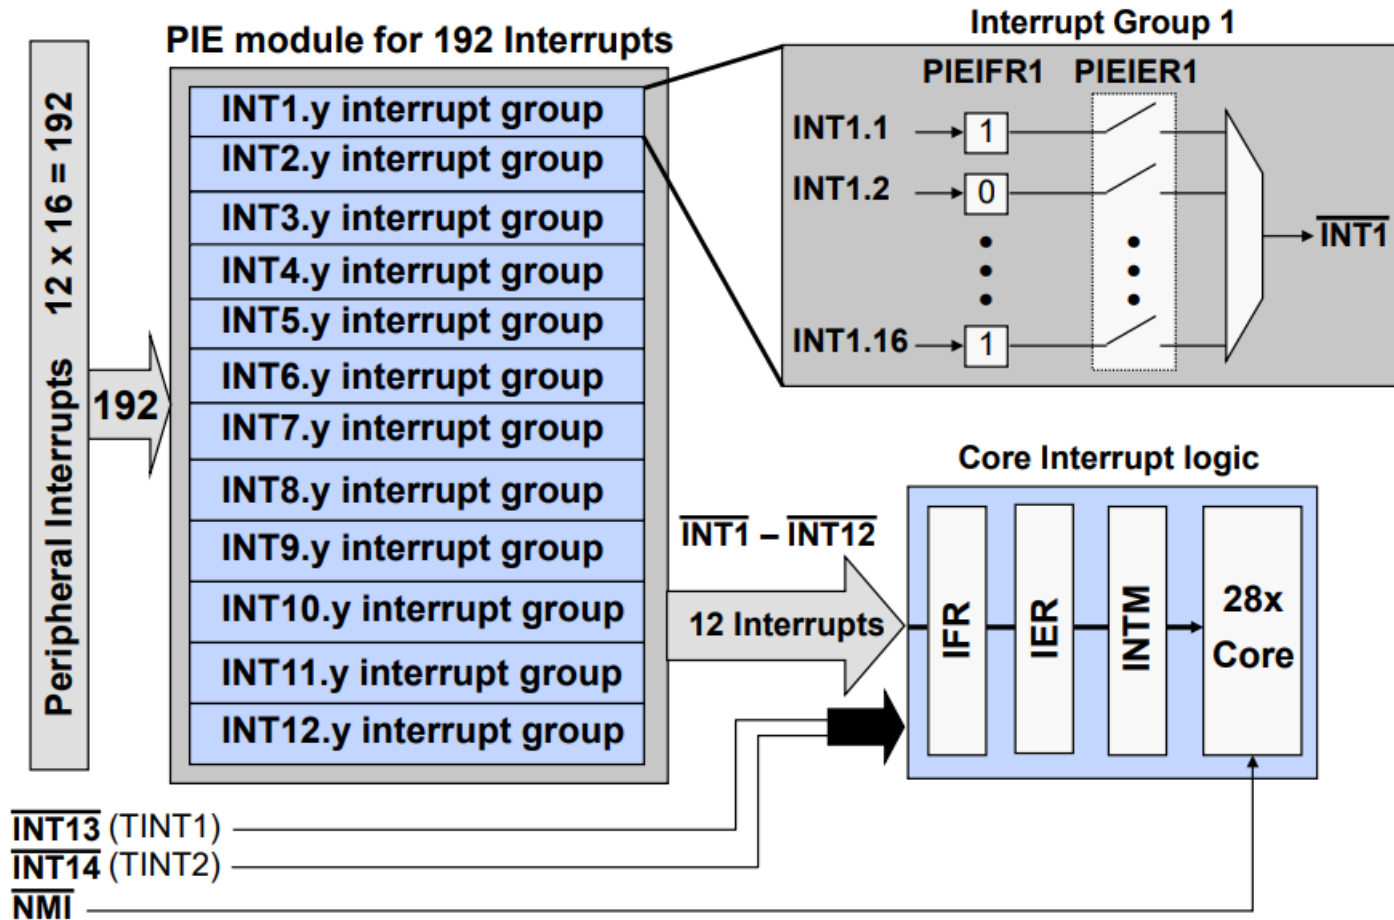 PIE module for 192 Interrupts
Peripheral Interrupts 12 x 16 = 192
192
INT1.y interrupt group
INT2.y interrupt group
INT3.y interrupt group
INT4.y interrupt group
INT5.y interrupt group
INT6.y interrupt group
INT7.y interrupt group
INT8.y interrupt group
INT9.y interrupt group
INT10.y interrupt group
INT11.y interrupt group
INT12.y interrupt group
Interrupt Group 1
PIEIFR1 PIEIER1
INT1.1 1
INT1.2 0
INT1
INT1.16 1
Core Interrupt logic
INT1 – INT12
12 Interrupts
IFR
IER
INTM
28x
Core
INT13 (TINT1)
INT14 (TINT2)
NMI